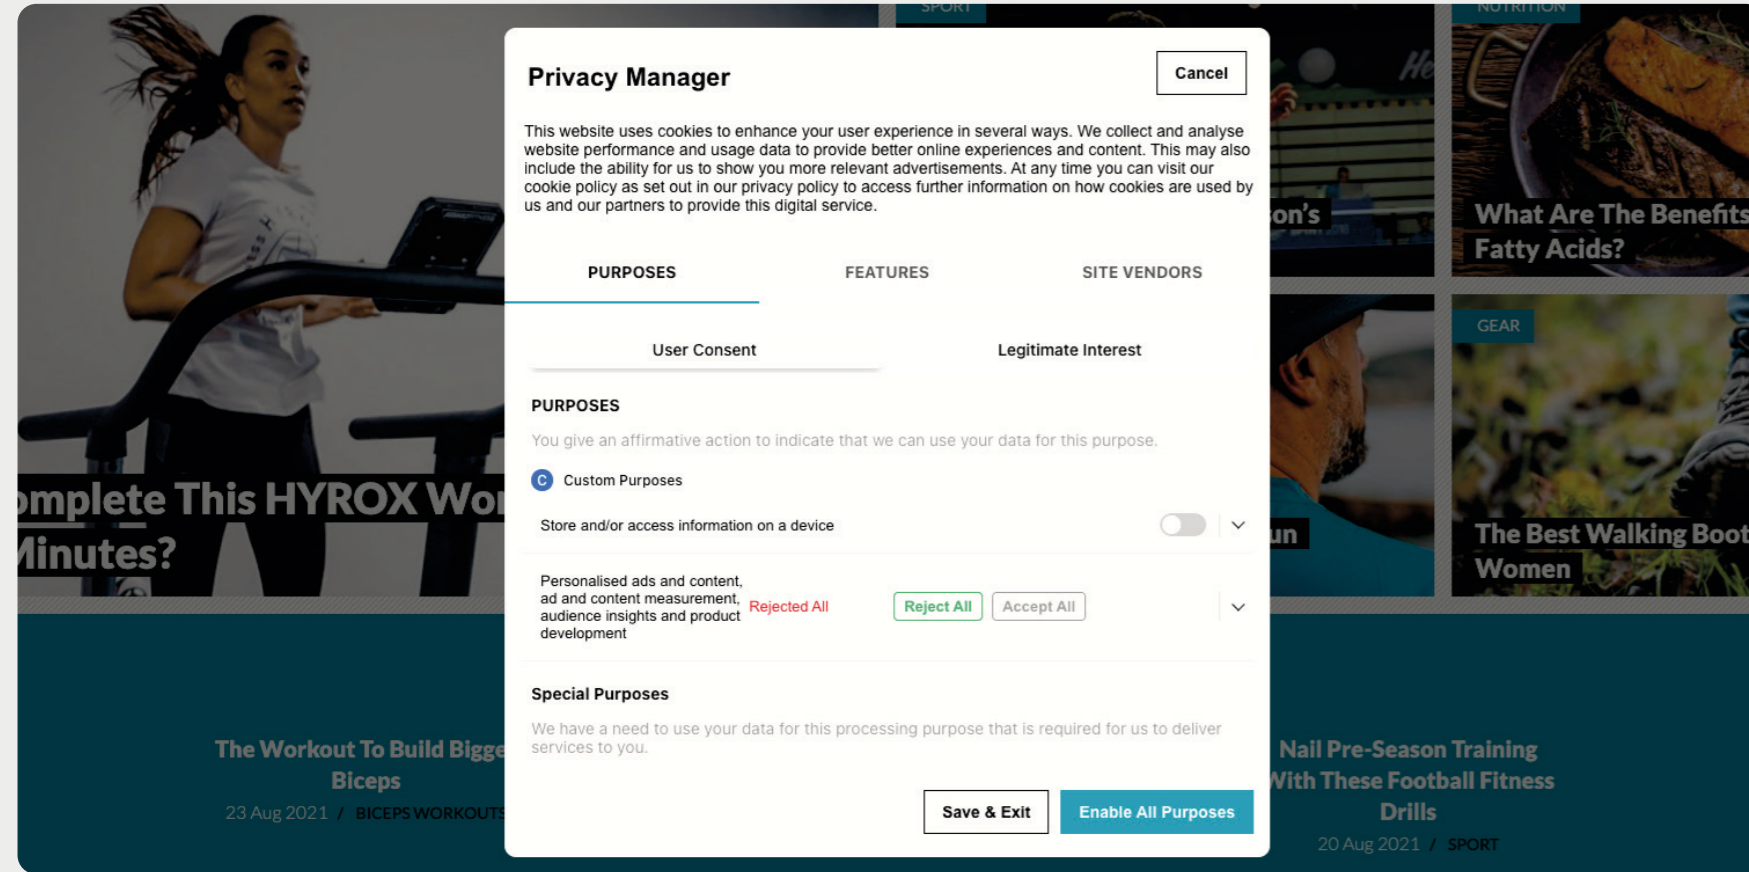 SPORT
NUTRITION
Privacy Manager
Cancel
This website uses cookies to enhance your user experience in several ways. We collect and analyse
website performance and usage data to provide better online experiences and content. This may also
include the ability for us to show you more relevant advertisements. At any time you can visit our
cookie policy as set out in our privacy policy to access further information on how cookies are used by
us and our partners to provide this digital service.
on's
What Are The Benefits
Fatty Acids?
PURPOSES
FEATURES
SITE VENDORS
GEAR
User Consent
Legitimate Interest
PURPOSES
You give an affirmative action to indicate that we can use your data for this purpose.
C Custom Purposes
Store and/or access information on a device
omplete This HYROX Wor
Minutes?
un
The Best Walking Boot
Women
Personalised ads and content,
ad and content measurement,
audience insights and product
development
Rejected All
Reject All
Accept All
Special Purposes
We have a need to use your data for this processing purpose that is required for us to deliver
services to you.
Save & Exit
Enable All Purposes
The Workout To Build Bigge
Biceps
23 Aug 2021 / BICEPS WORKOUTS
Nail Pre-Season Training
With These Football Fitness
Drills
20 Aug 2021 / SPORT